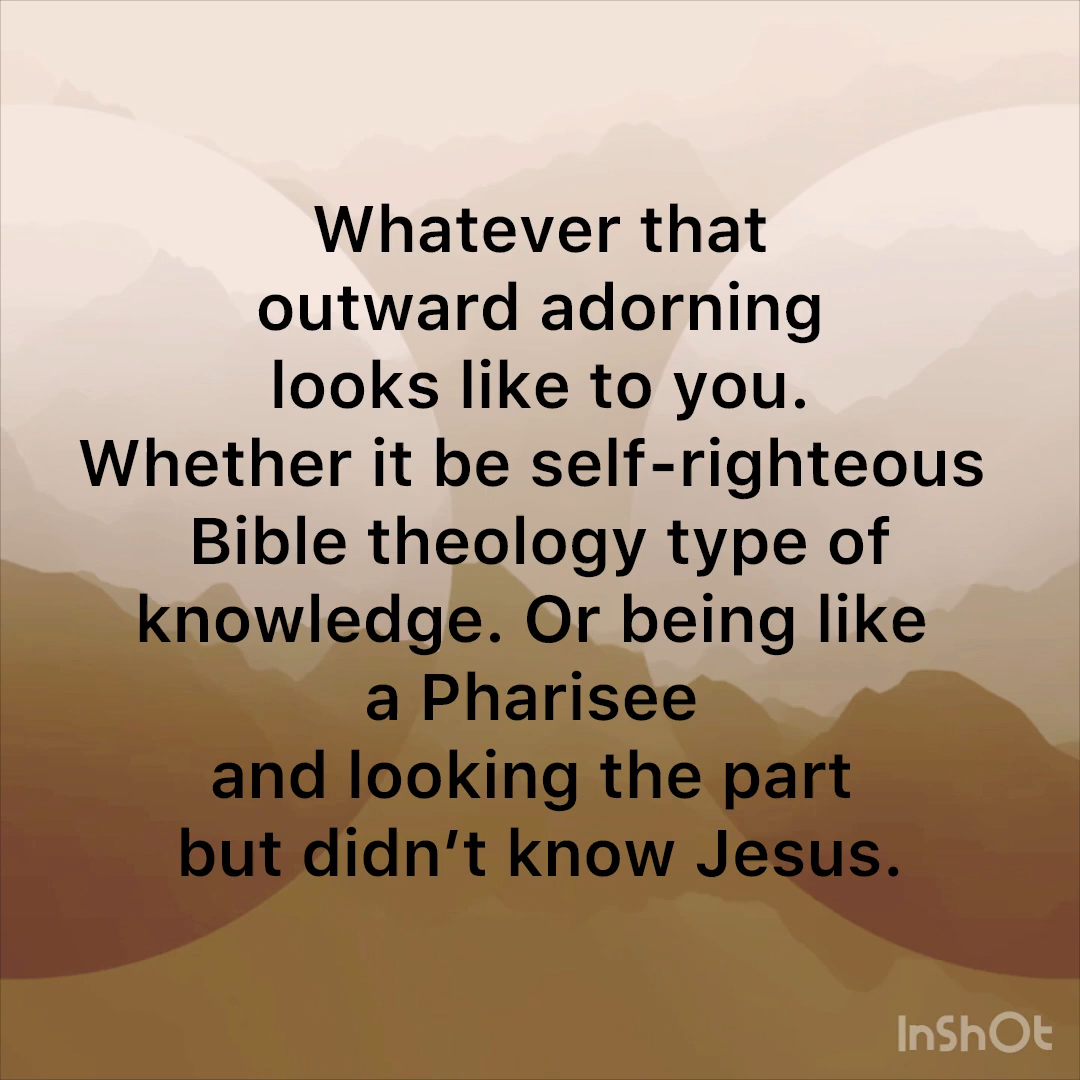 Whatever that
outward adorning
looks like to you.
Whether it be self-righteous
Bible theology type of
knowledge. Or being like
a Pharisee
and looking the part
but didn’t know Jesus.
InShOt